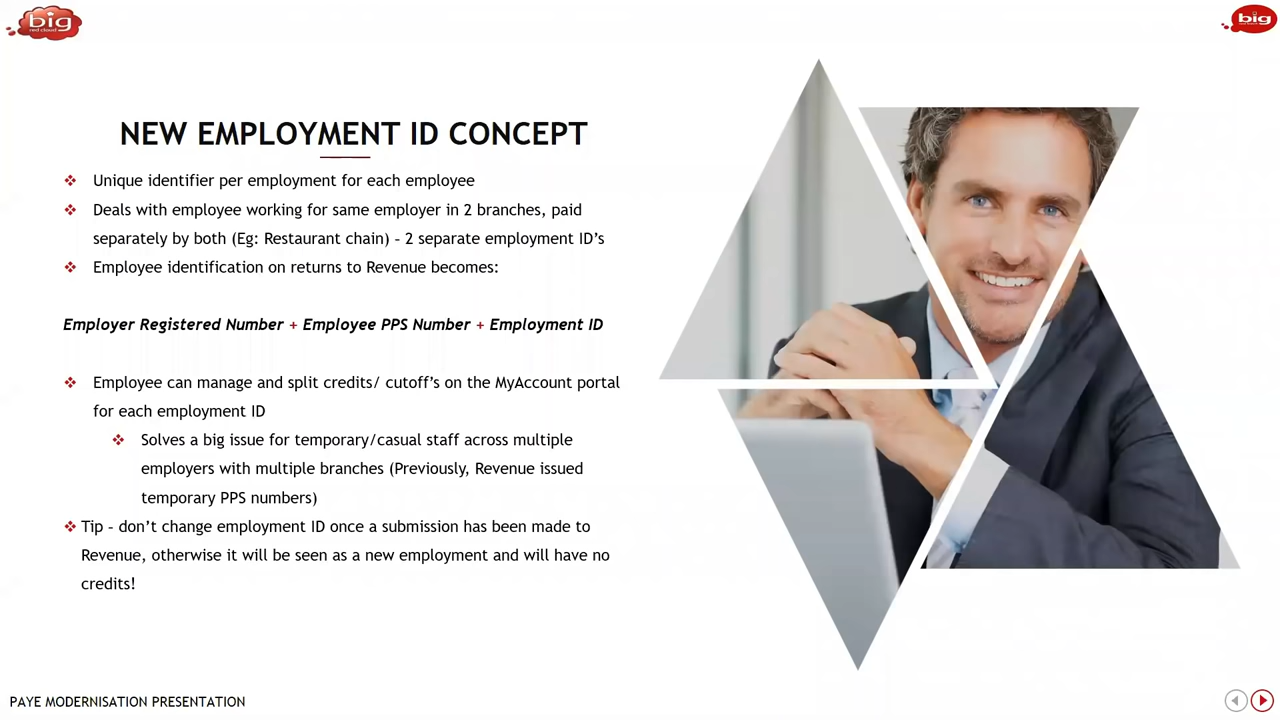 big
red cloud
big
NEW EMPLOYMENT ID CONCEPT
Unique identifier per employment for each employee
Deals with employee working for same employer in 2 branches, paid
separately by both (Eg: Restaurant chain) – 2 separate employment ID’s
Employee identification on returns to Revenue becomes:
Employer Registered Number + Employee PPS Number + Employment ID
Employee can manage and split credits/ cutoff’s on the MyAccount portal
for each employment ID
Solves a big issue for temporary/casual staff across multiple
employers with multiple branches (Previously, Revenue issued
temporary PPS numbers)
Tip – don’t change employment ID once a submission has been made to
Revenue, otherwise it will be seen as a new employment and will have no
credits!
PAYE MODERNISATION PRESENTATION